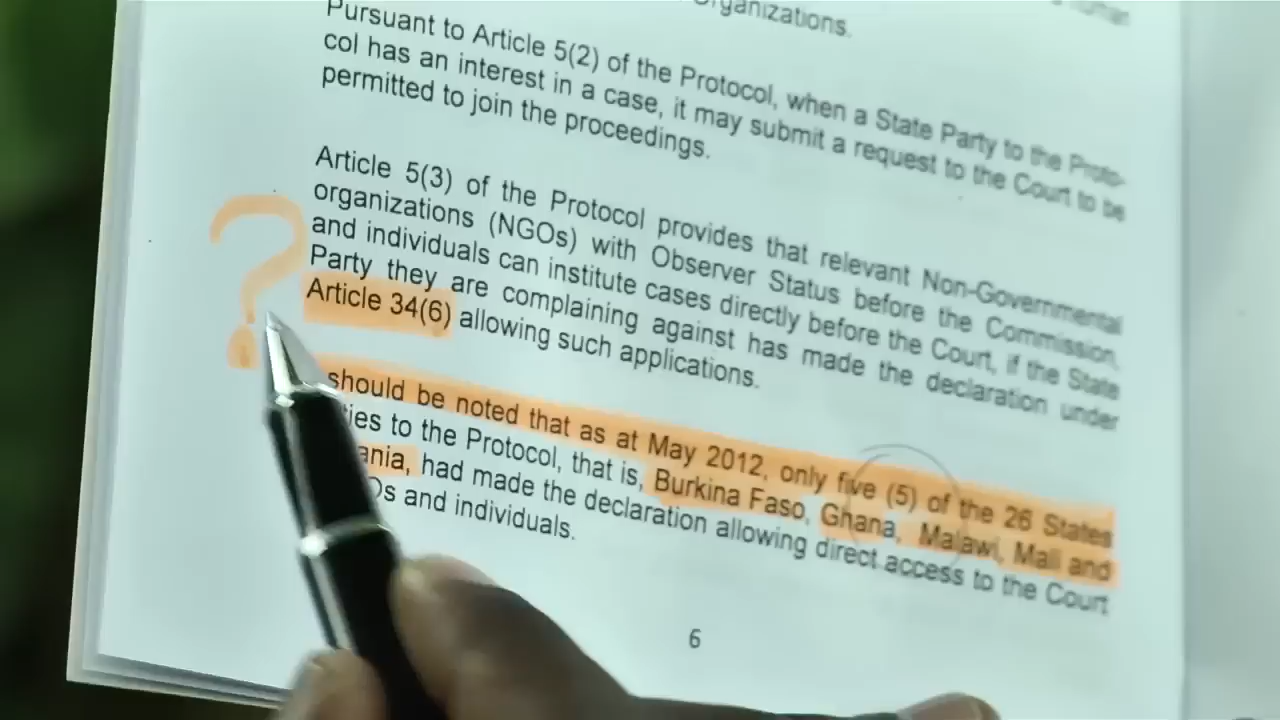 Organizations.
Pursuant to Article 5(2) of the Protocol, when a State Party to the Proto-
col has an interest in a case, it may submit a request to the Court to be
permitted to join the proceedings.
Article 5(3) of the Protocol provides that relevant Non-Governmental
organizations (NGOs) with Observer Status before the Commission,
and individuals can institute cases directly before the Court, if the State
Party they are complaining against has made the declaration under
Article 34(6) allowing such applications.
?
should be noted that as at May 2012, only five (5) of the 26 States
ties to the Protocol, that is, Burkina Faso, Ghana, Malawi, Mali and
ania, had made the declaration allowing direct access to the Court
Os and individuals.
6